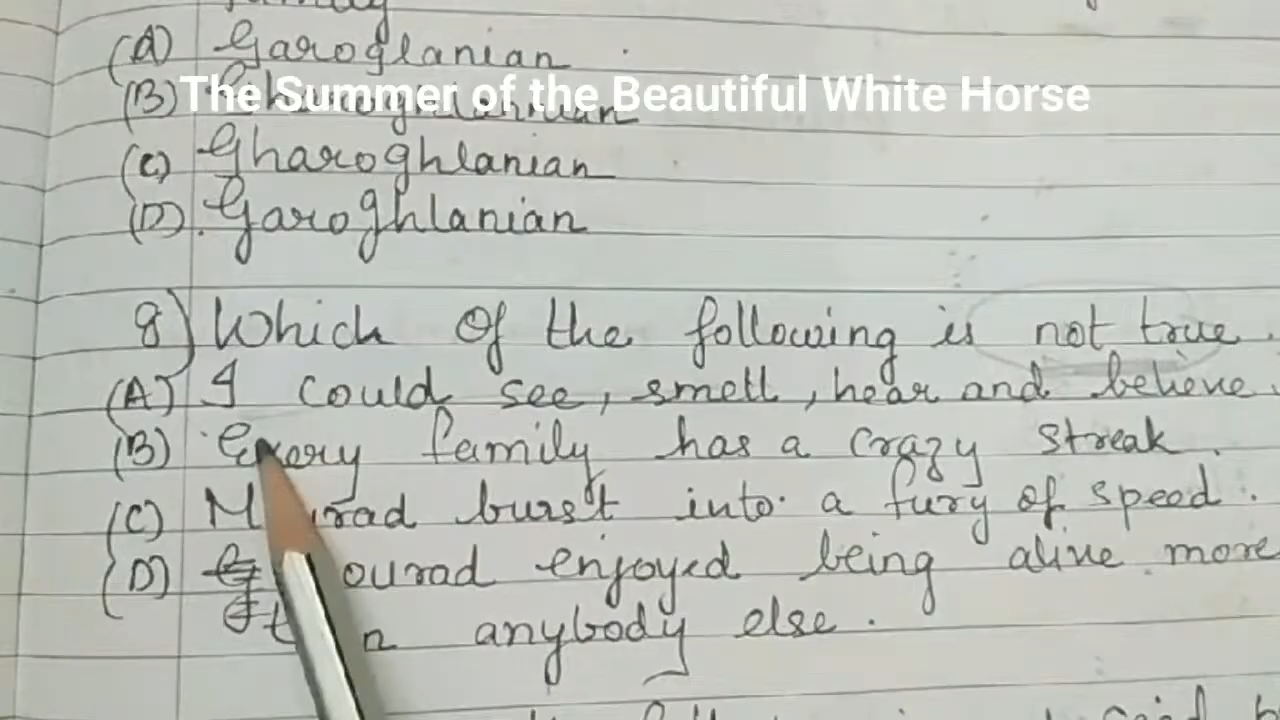 (A) Garoglanian
(B)
The Summer of the Beautiful White Horse
(C) Gharoghlanian
(D) Garoghlanian
8) Which of the following is not true.
(A) I could see, smell, hear and believe.
(B) Every family has a crazy streak.
(C) burst into a fury of speed.
(D) enjoyed being alive more
anybody else.